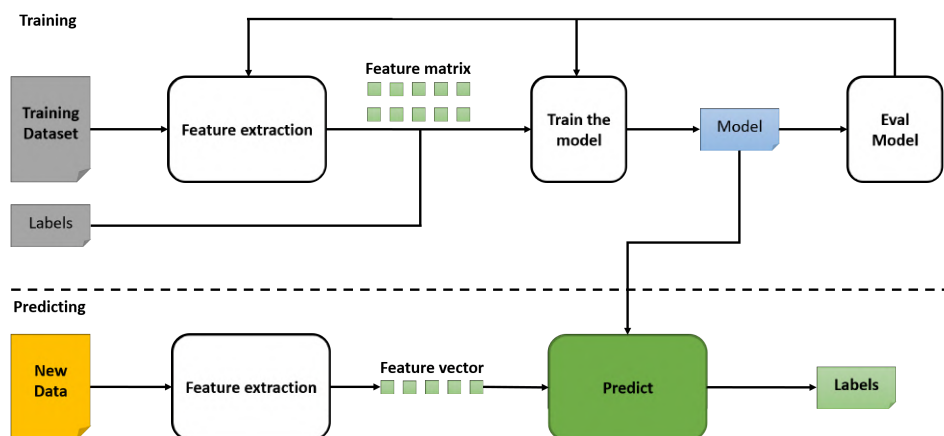 Training
Feature matrix
Training
Dataset
Feature extraction
Train the
model
Model
Eval
Model
Labels
Predicting
New
Data
Feature extraction
Feature vector
Predict
Labels